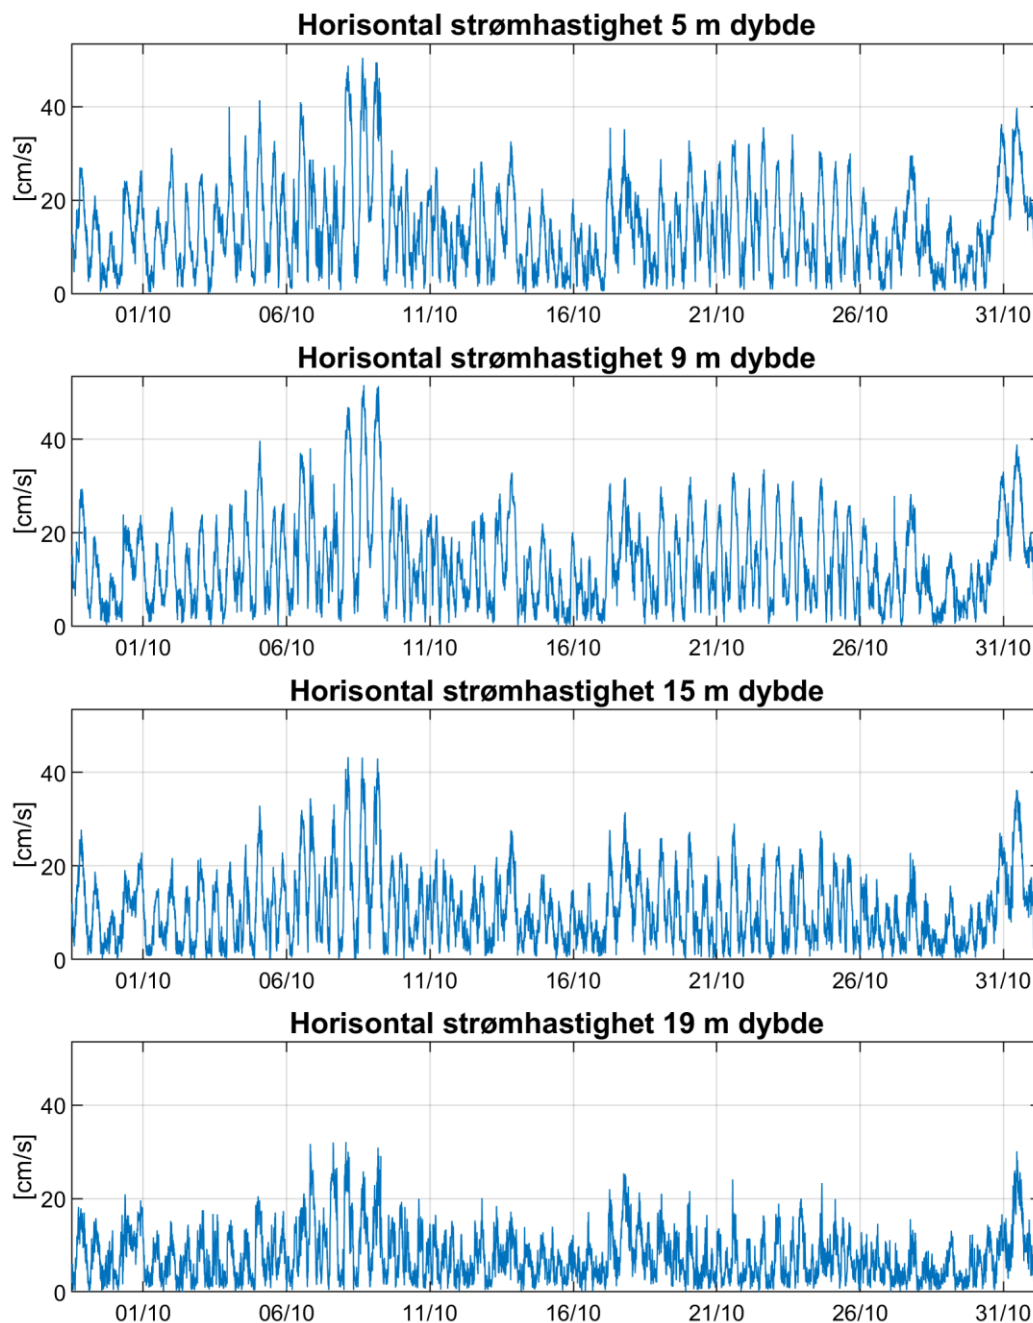 Horisontal strømhastighet 5 m dybde
[cm/s]
40
20
0
01/10 06/10 11/10 16/10 21/10 26/10 31/10
Horisontal strømhastighet 9 m dybde
[cm/s]
40
20
0
01/10 06/10 11/10 16/10 21/10 26/10 31/10
Horisontal strømhastighet 15 m dybde
[cm/s]
40
20
0
01/10 06/10 11/10 16/10 21/10 26/10 31/10
Horisontal strømhastighet 19 m dybde
[cm/s]
40
20
0
01/10 06/10 11/10 16/10 21/10 26/10 31/10